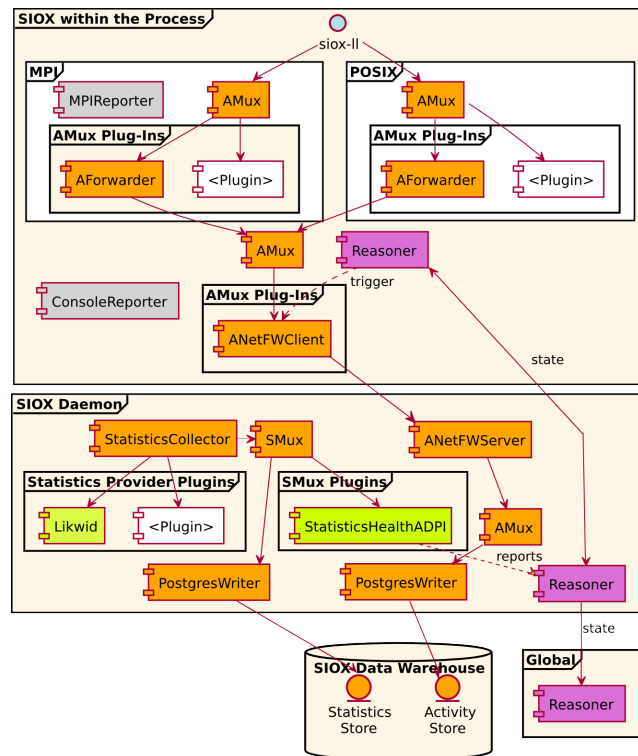 SIOX within the Process
siox-ll
MPI
POSIX
MPIReporter
AMux
AMux
AMux Plug-Ins
AMux Plug-Ins
AForwarder
<Plugin>
AForwarder
<Plugin>
AMux
Reasoner
trigger
ConsoleReporter
AMux Plug-Ins
ANetFWClient
state
SIOX Daemon
StatisticsCollector
SMux
ANetFWServer
Statistics Provider Plugins
SMux Plugins
Likwid
<Plugin>
StatisticsHealthADPI
AMux
reports
PostgresWriter
PostgresWriter
Reasoner
state
SIOX Data Warehouse
Global
Statistics
Store
Activity
Store
Reasoner